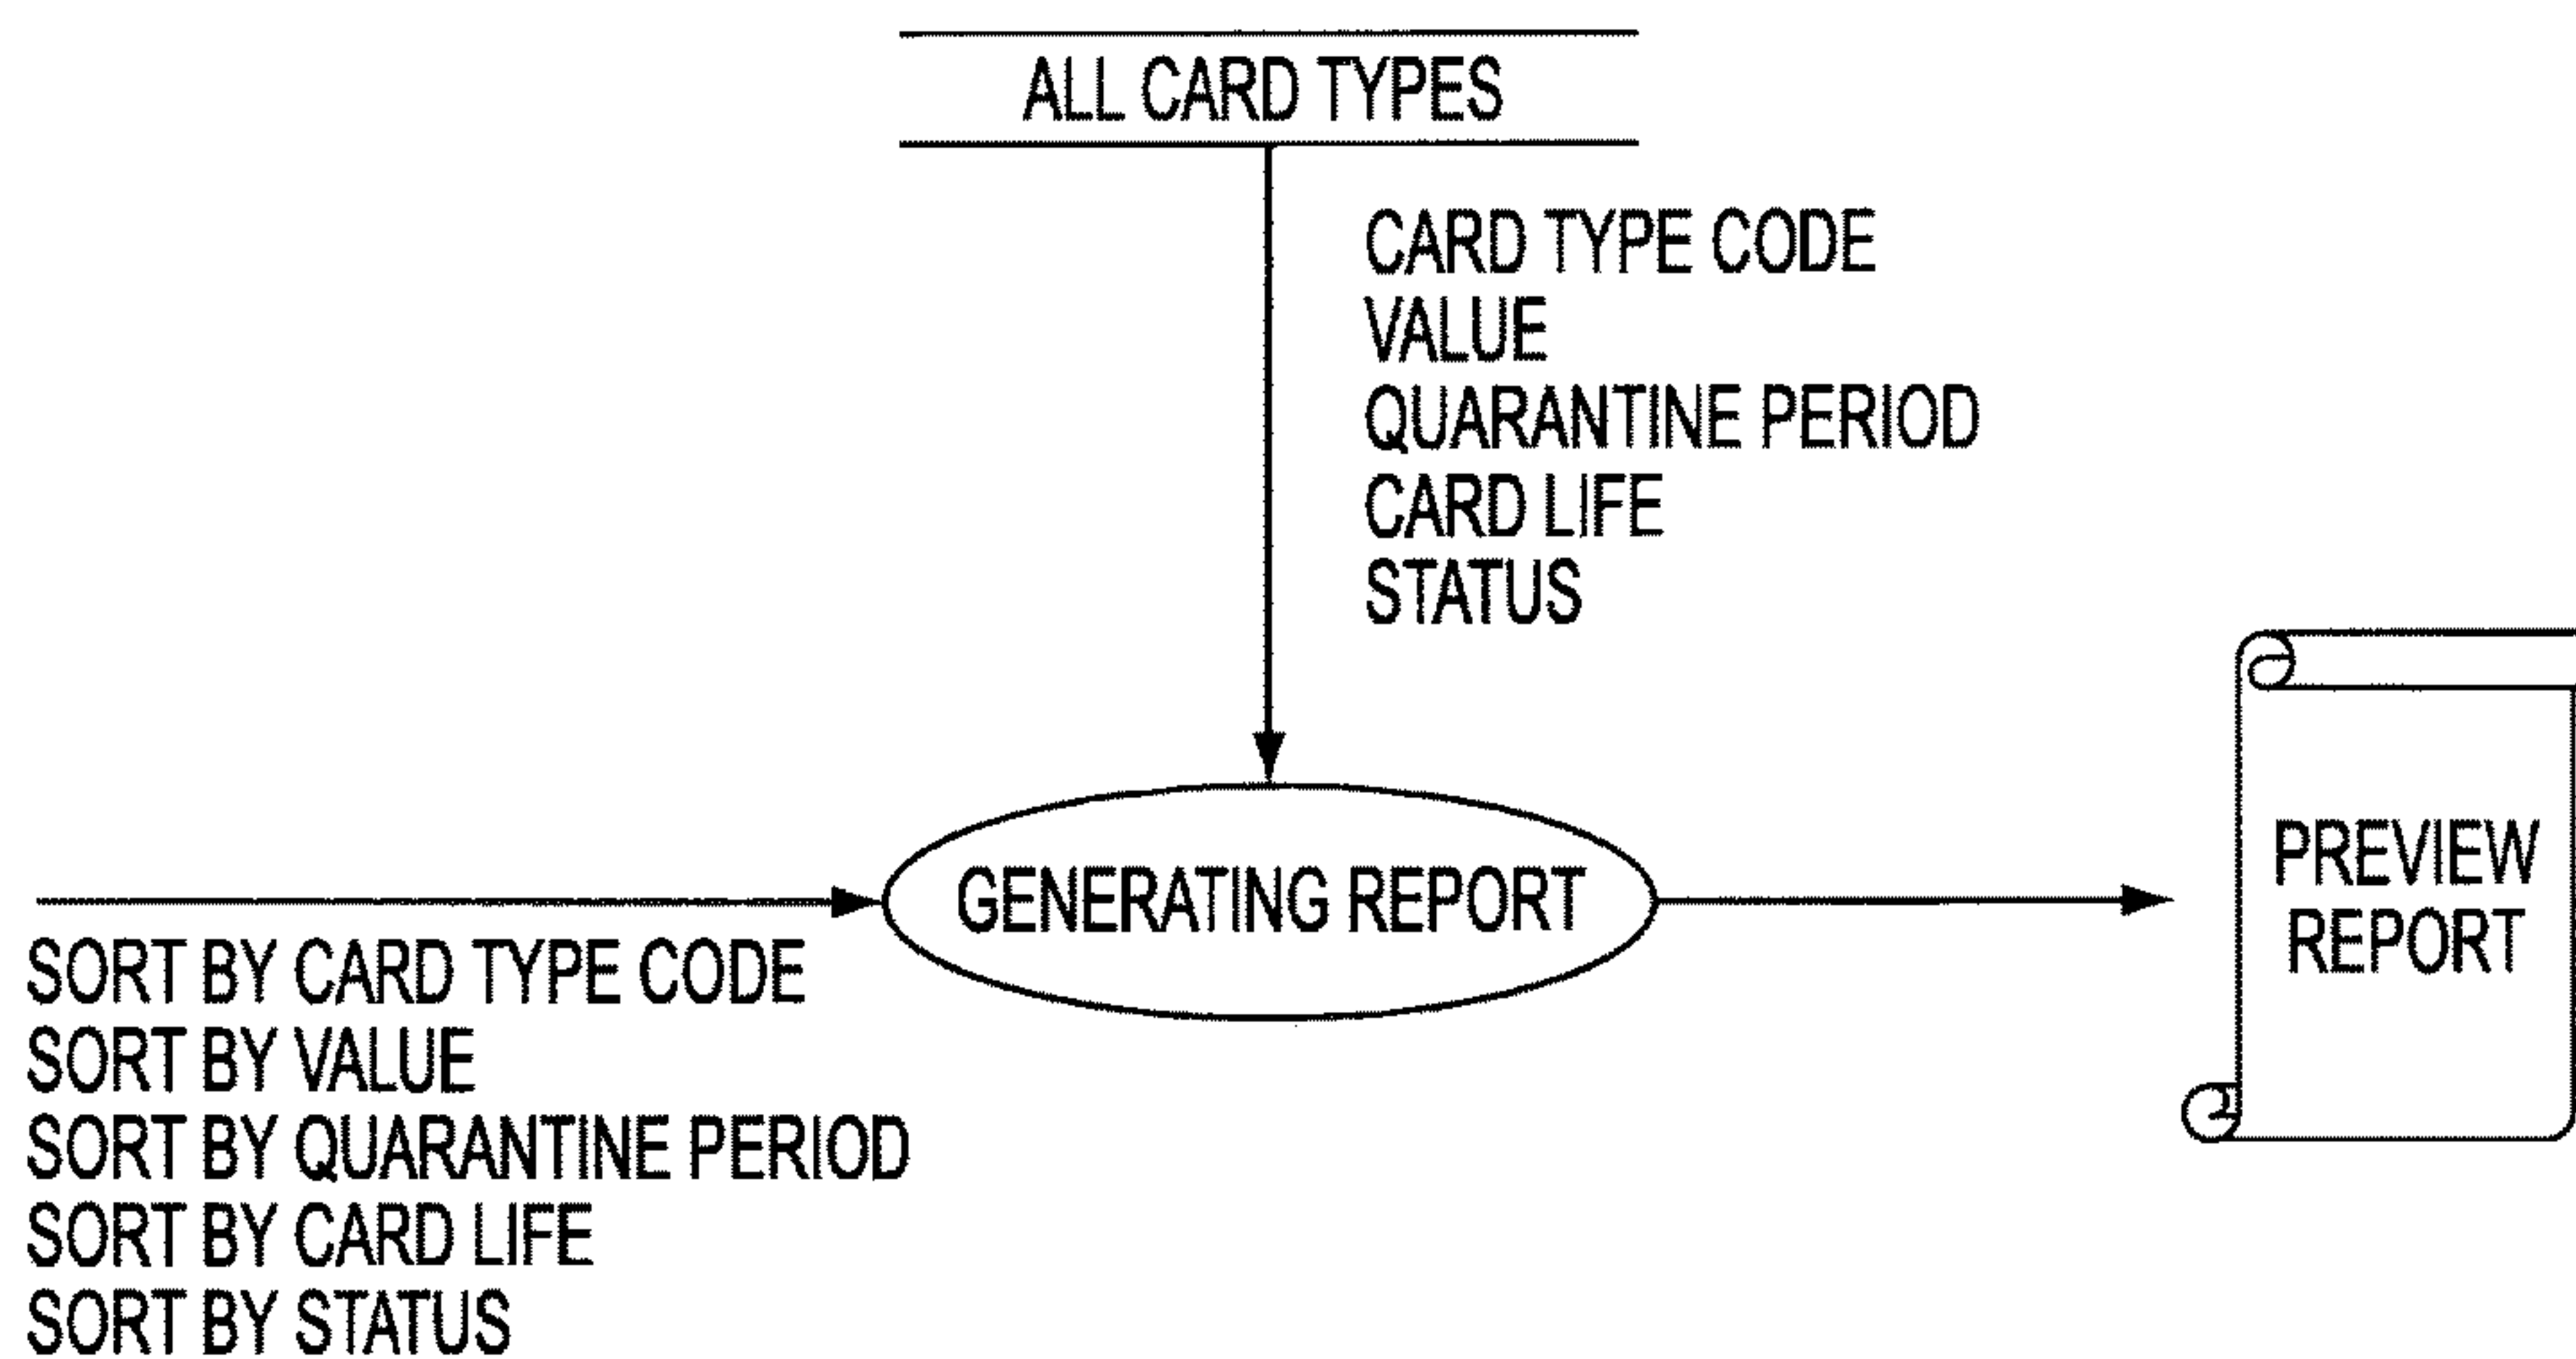 ALL CARD TYPES
CARD TYPE CODE
VALUE
QUARANTINE PERIOD
CARD LIFE
STATUS
GENERATING REPORT
PREVIEW
REPORT
SORT BY CARD TYPE CODE
SORT BY VALUE
SORT BY QUARANTINE PERIOD
SORT BY CARD LIFE
SORT BY STATUS